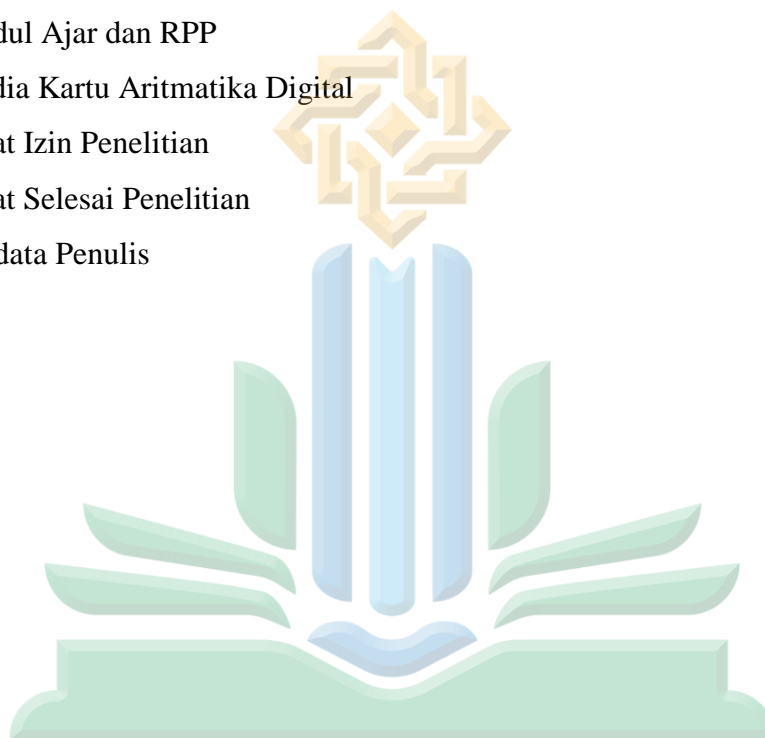 dul Ajar dan RPP
dia Kartu Aritmatika Digital
at Izin Penelitian
at Selesai Penelitian
data Penulis